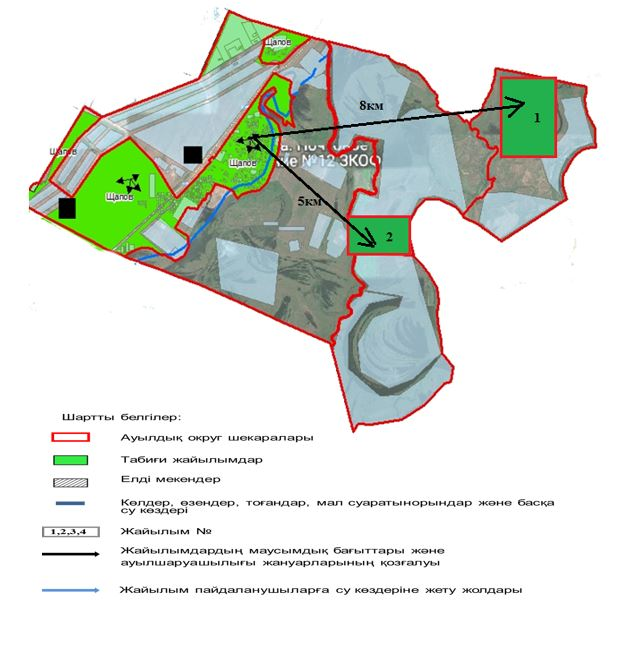 Щапов
8км
1
Щапов
№12 ЗКОФ
Щапов
Щапов
5км
2
Шартты белгілер:
Ауылдық округ шекаралары
Табиғи жайылымдар
Елді мекендер
Көлдер, өзендер, тоғандар, мал суаратынорындар және басқа
су көздері
1,2,3,4 Жайылым №
Жайылымдардың маусымдық бағыттары және
ауылшаруашылығы жануарларының қозғалуы
Жайылым пайдаланушыларға су көздеріне жету жолдары